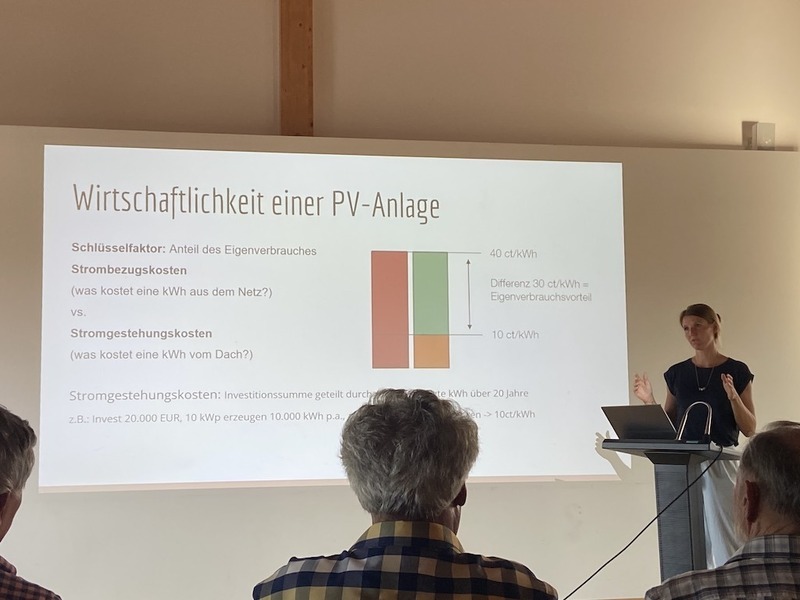 Wirtschaftlichkeit einer PV-Anlage
Schlüsselfaktor: Anteil des Eigenverbrauches
Strombezugskosten
(was kostet eine kWh aus dem Netz?)
vs.
Stromgestehungskosten
(was kostet eine kWh vom Dach?)
40 ct/kWh
Differenz 30 ct/kWh =
Eigenverbrauchsvorteil
10 ct/kWh
Stromgestehungskosten: Investitionssumme geteilt durch kWh über 20 Jahre
z.B.: Invest 20.000 EUR, 10 kWp erzeugen 10.000 kWh p.a., -> 10ct/kWh